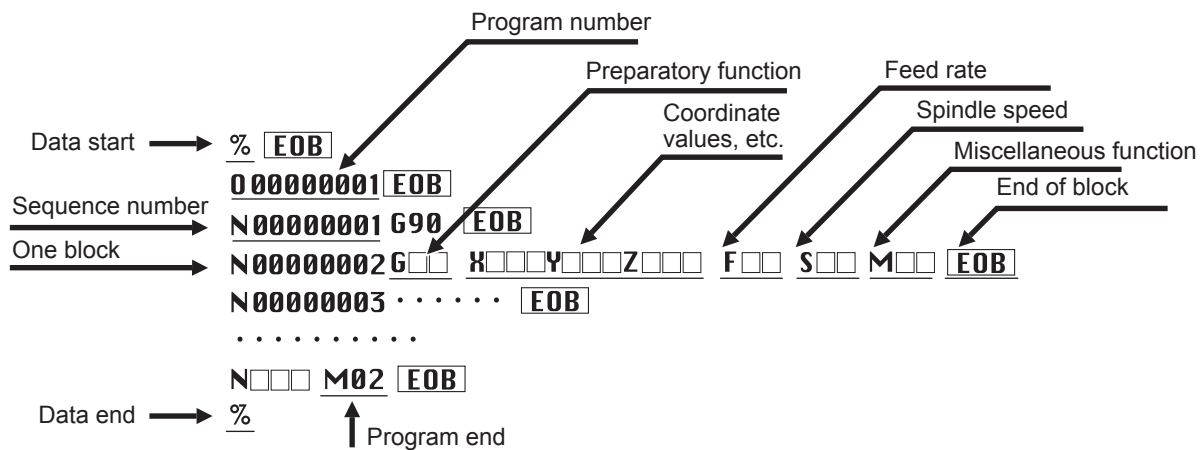 Program number
Preparatory function
Feed rate
Coordinate
values, etc.
Spindle speed
Miscellaneous function
End of block
Data start
% EOB
O 00000001 EOB
Sequence number
N00000001 G90 EOB
One block
N00000002 G□□ X□□□Y□□□Z□□□ F□□ S□□ M□□ EOB
N00000003 · · · · · · EOB
· · · · · · · · · ·
N□□□ M02 EOB
Data end
%
Program end